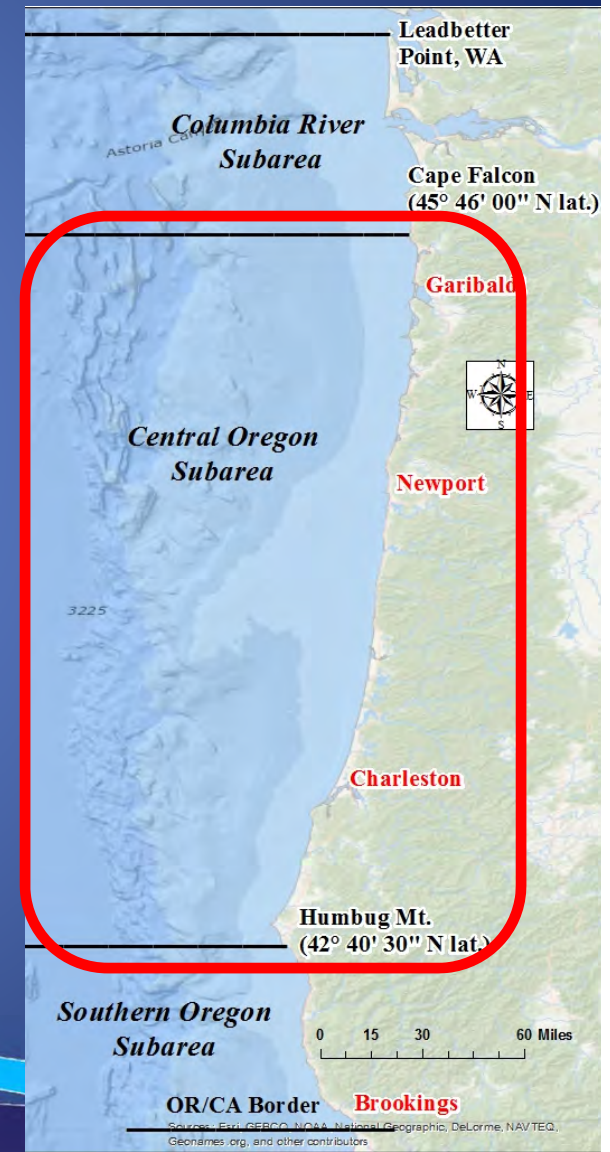 Leadbetter
Point, WA
Columbia River
Subarea
Astoria
Cape Falcon
(45° 46' 00" N lat.)
Garibald
N
W
E
S
Central Oregon
Subarea
Newport
3225
Charleston
Humbug Mt.
(42° 40' 30" N lat.)
Southern Oregon
Subarea
0 15 30 60 Miles
OR/CA Border
Brookings
Sources: Esri, GEBCO, NOAA, National Geographic, DeLorme, NAVTEQ,
Geonames.org, and other contributors